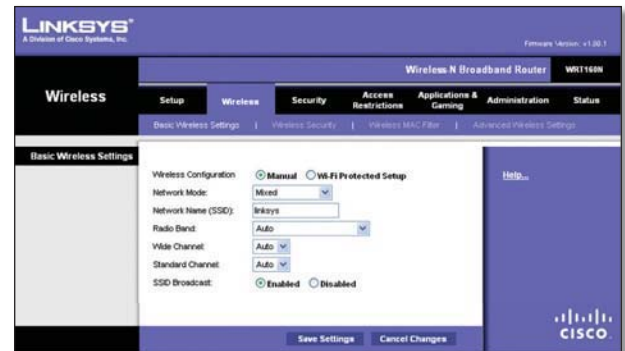 LINKSYS®
A Division of Cisco Systems, Inc.
Firmware Version: v1.20.1
Wireless-N Broadband Router WRT160N
Wireless
Setup Wireless Security Access Restrictions Applications & Gaming Administration Status
Basic Wireless Settings | Wireless Security | Wireless MAC Filter | Advanced Wireless Settings
Basic Wireless Settings
Wireless Configuration Manual Wi-Fi Protected Setup
Help...
Network Mode: Mixed
Network Name (SSID): linksys
Radio Band: Auto
Wide Channel: Auto
Standard Channel: Auto
SSID Broadcast: Enabled Disabled
Save Settings Cancel Changes
CISCO.